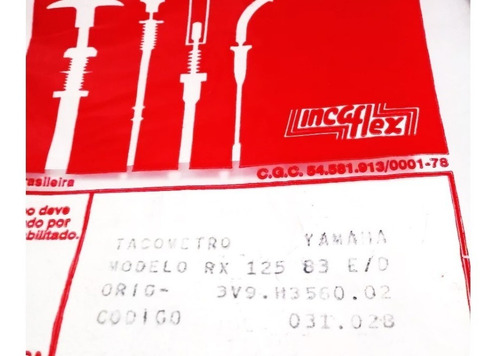 incaflex
C.G.C. 54.581.913/0001-78
asileira
o deve
do por
bilitado.
TACOMETRO YAMAHA
MODELO RX 125 83 E/D
ORIG- 3V9.H3560.02
CODIGO 031.028